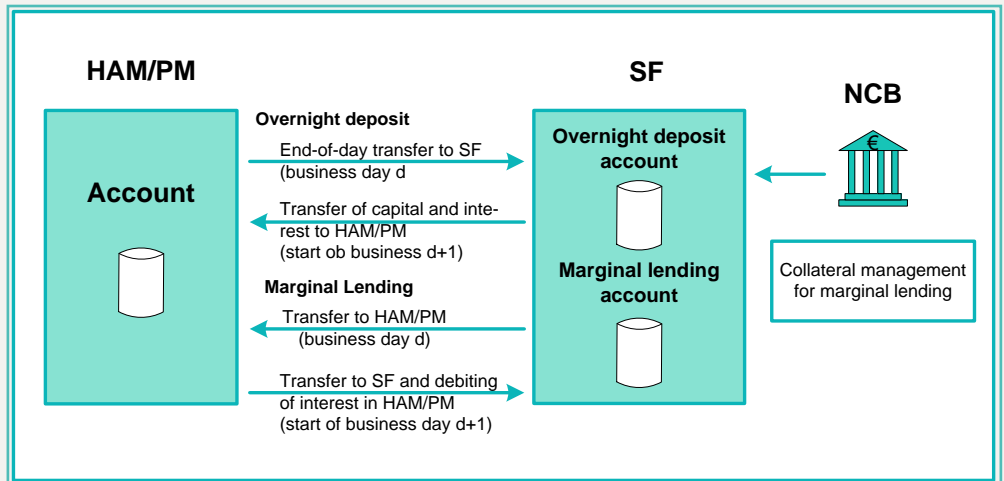 HAM/PM
SF
NCB
Account
Overnight deposit
End-of-day transfer to SF
(business day d
Transfer of capital and inte-
rest to HAM/PM
(start ob business d+1)
Marginal Lending
Transfer to HAM/PM
(business day d)
Transfer to SF and debiting
of interest in HAM/PM
(start of business day d+1)
Overnight deposit
account
Marginal lending
account
€
Collateral management
for marginal lending